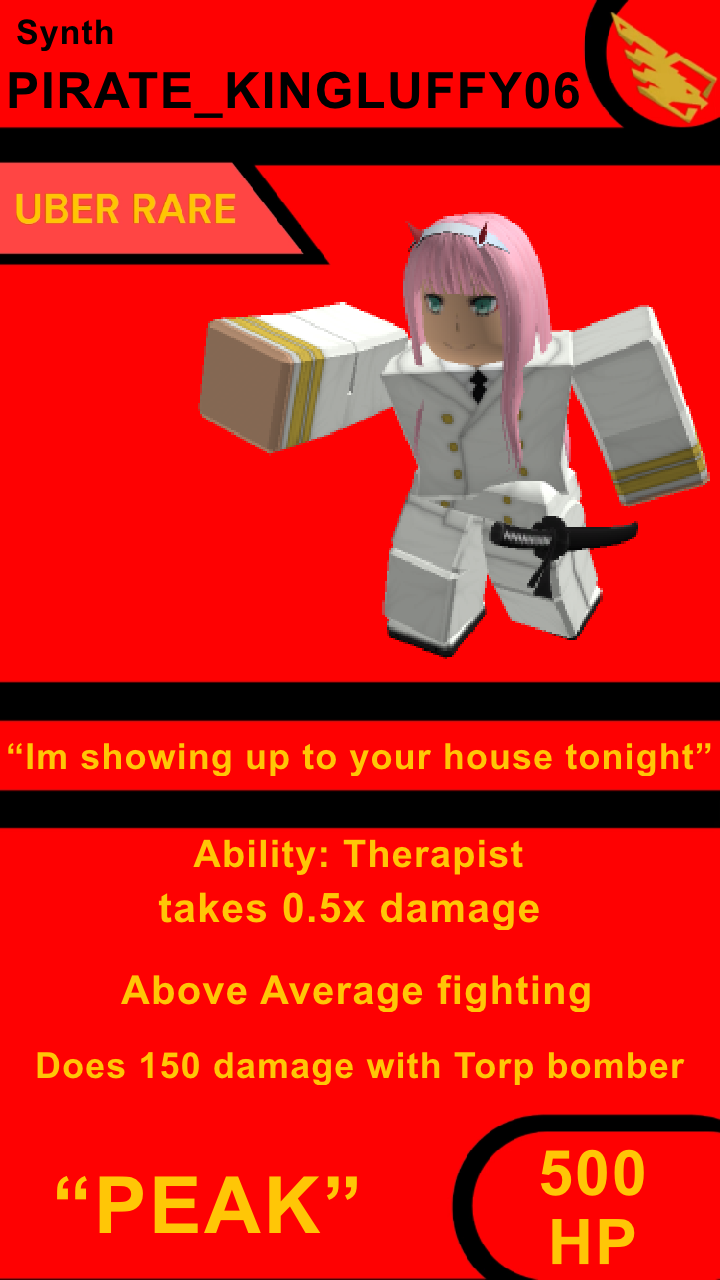 Synth
PIRATE_KINGLUFFY06
UBER RARE
“Im showing up to your house tonight”
Ability: Therapist
takes 0.5x damage
Above Average fighting
Does 150 damage with Torp bomber
“PEAK”
500
HP